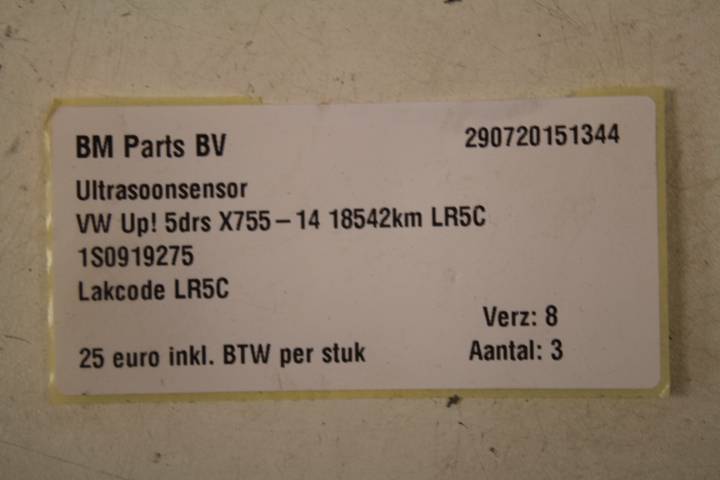 BM Parts BV 290720151344
Ultrasoonsensor
VW Up! 5drs X755-14 18542km LR5C
1S0919275
Lakcode LR5C
Verz: 8
25 euro inkl. BTW per stuk Aantal: 3